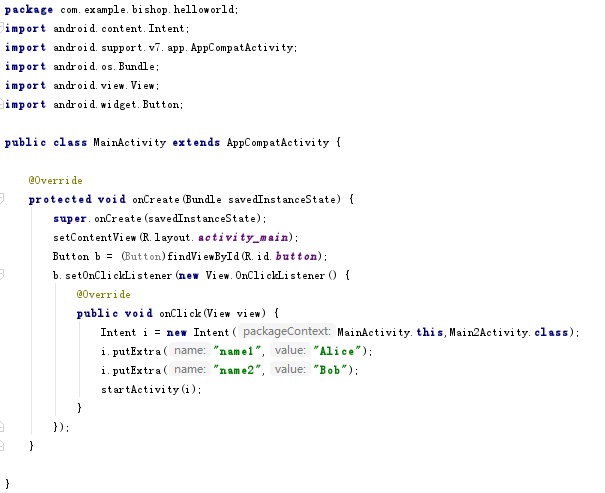 package com.example.bishop.helloworld;
import android.content.Intent;
import android.support.v7.app.AppCompatActivity;
import android.os.Bundle;
import android.view.View;
import android.widget.Button;
public class MainActivity extends AppCompatActivity {
@Override
protected void onCreate(Bundle savedInstanceState) {
super.onCreate(savedInstanceState);
setContentView(R.layout.activity_main);
Button b = (Button)findViewById(R.id.button);
b.setOnClickListener(new View.OnClickListener() {
@Override
public void onClick(View view) {
Intent i = new Intent( packageContext: MainActivity.this,Main2Activity.class);
i.putExtra( name: "name1", value: "Alice");
i.putExtra( name: "name2", value: "Bob");
startActivity(i);
}
});
}
}